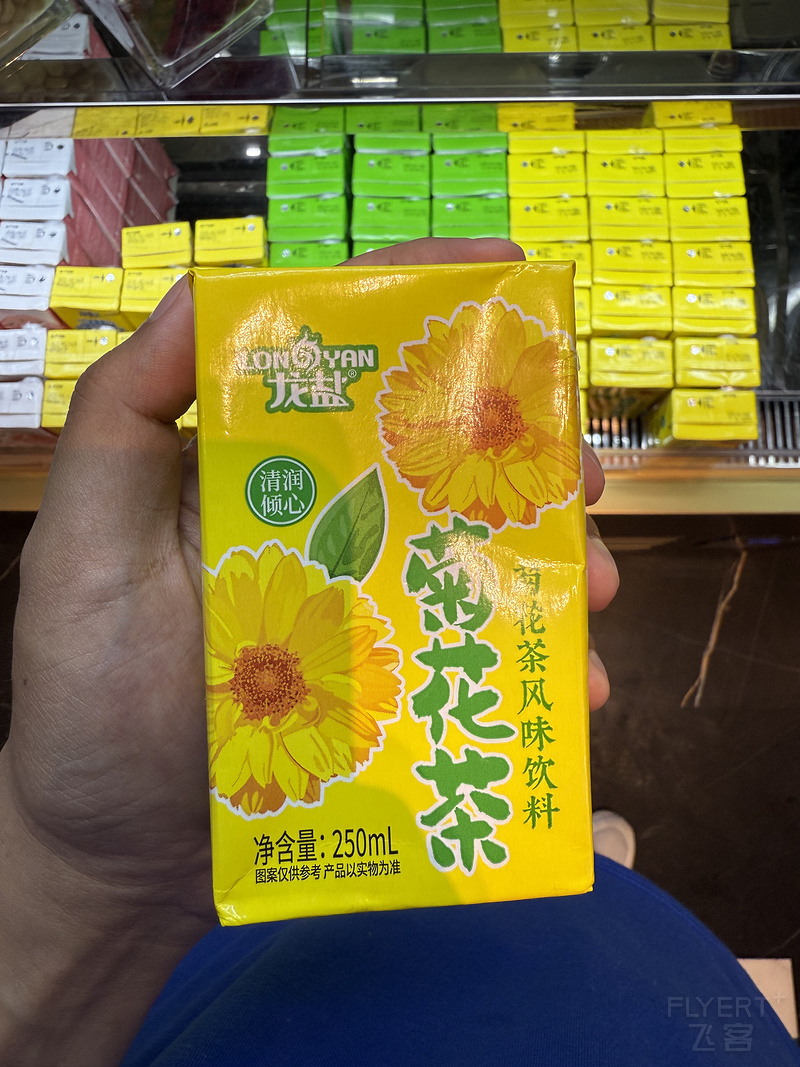 LONGYAN
龙盐®
清润
倾心
菊花茶
菊花茶风味饮料
净含量：250mL
图案仅供参考 产品以实物为准
FLYERT+
飞客